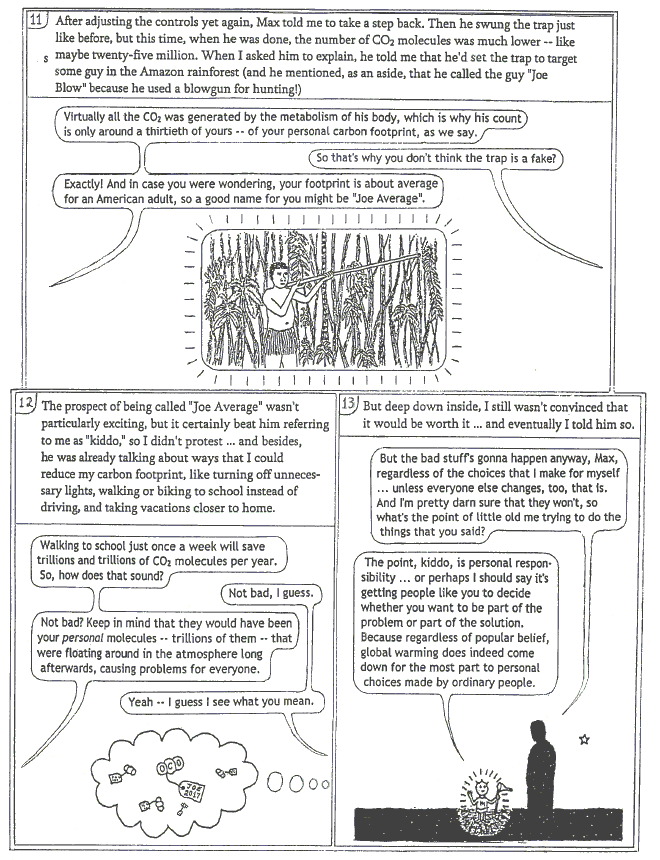 11
After adjusting the controls yet again, Max told me to take a step back. Then he swung the trap just
like before, but this time, when he was done, the number of CO₂ molecules was much lower -- like
s maybe twenty-five million. When I asked him to explain, he told me that he'd set the trap to target
some guy in the Amazon rainforest (and he mentioned, as an aside, that he called the guy "Joe
Blow" because he used a blowgun for hunting!)
Virtually all the CO₂ was generated by the metabolism of his body, which is why his count
is only around a thirtieth of yours -- of your personal carbon footprint, as we say.
So that's why you don't think the trap is a fake?
Exactly! And in case you were wondering, your footprint is about average
for an American adult, so a good name for you might be "Joe Average".
12
The prospect of being called "Joe Average" wasn't
particularly exciting, but it certainly beat him referring
to me as "kiddo," so I didn't protest ... and besides,
he was already talking about ways that I could
reduce my carbon footprint, like turning off unneces-
sary lights, walking or biking to school instead of
driving, and taking vacations closer to home.
Walking to school just once a week will save
trillions and trillions of CO₂ molecules per year.
So, how does that sound?
Not bad, I guess.
Not bad? Keep in mind that they would have been
your personal molecules -- trillions of them -- that
were floating around in the atmosphere long
afterwards, causing problems for everyone.
Yeah -- I guess I see what you mean.
OCO
JOE
2017
13
But deep down inside, I still wasn't convinced that
it would be worth it ... and eventually I told him so.
But the bad stuff's gonna happen anyway, Max,
regardless of the choices that I make for myself
... unless everyone else changes, too, that is.
And I'm pretty darn sure that they won't, so
what's the point of little old me trying to do the
things that you said?
The point, kiddo, is personal respon-
sibility ... or perhaps I should say it's
getting people like you to decide
whether you want to be part of the
problem or part of the solution.
Because regardless of popular belief,
global warming does indeed come
down for the most part to personal
choices made by ordinary people.